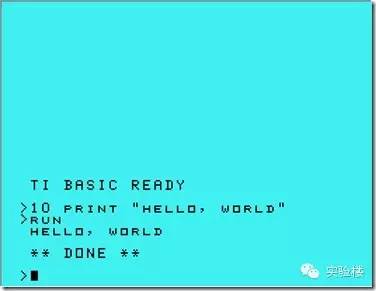 TI BASIC READY
>10 PRINT "HELLO, WORLD"
>RUN
HELLO, WORLD
** DONE **
>
实验楼